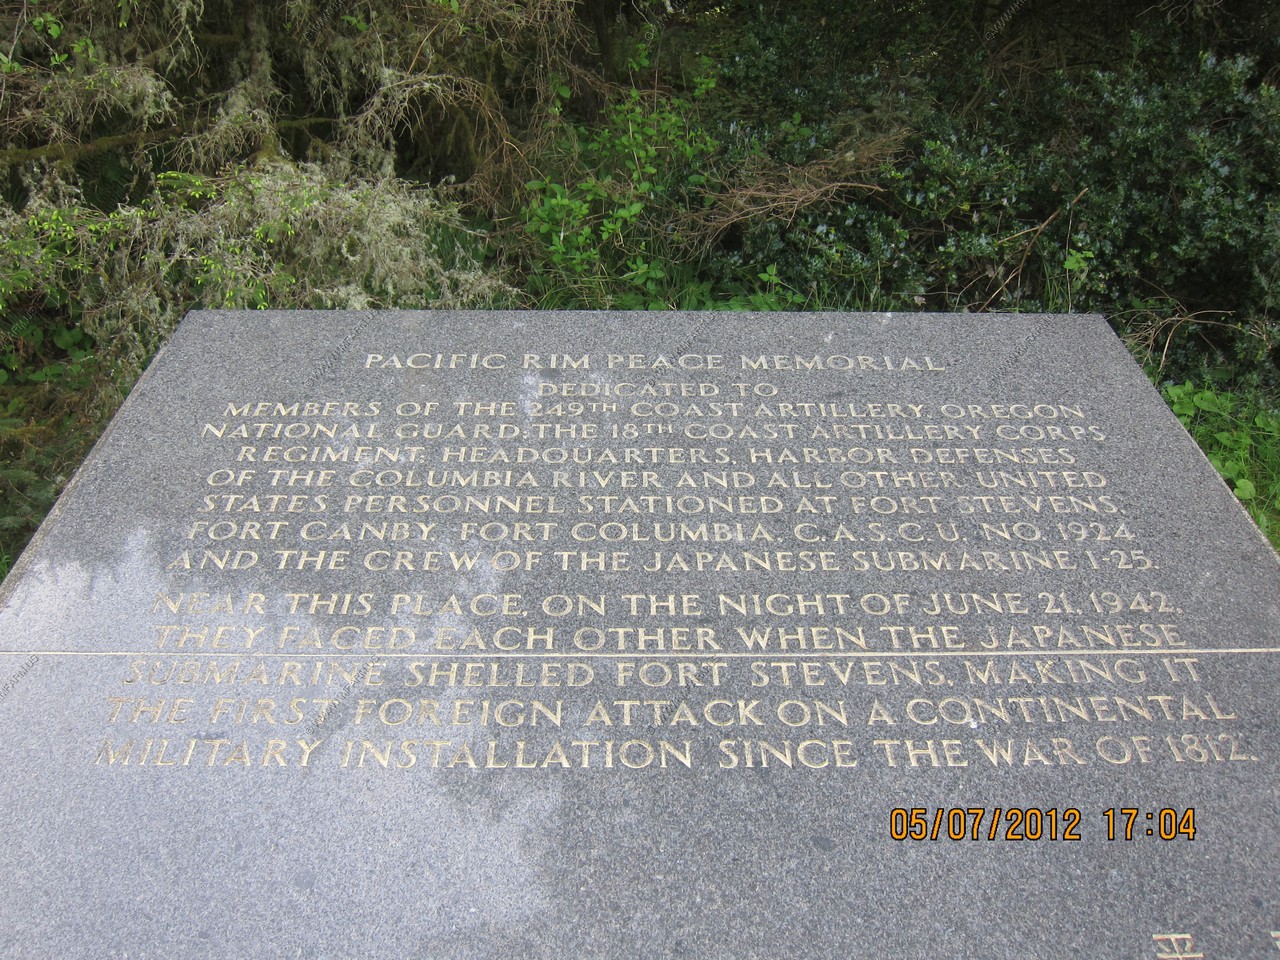 PACIFIC RIM PEACE MEMORIAL
DEDICATED TO
MEMBERS OF THE 249TH COAST ARTILLERY, OREGON
NATIONAL GUARD; THE 18TH COAST ARTILLERY CORPS
REGIMENT, HEADQUARTERS, HARBOR DEFENSES
OF THE COLUMBIA RIVER AND ALL OTHER UNITED
STATES PERSONNEL STATIONED AT FORT STEVENS,
FORT CANBY, FORT COLUMBIA, C.A.S.C.U. NO. 1924
AND THE CREW OF THE JAPANESE SUBMARINE I-25.
NEAR THIS PLACE, ON THE NIGHT OF JUNE 21, 1942,
THEY FACED EACH OTHER WHEN THE JAPANESE
SUBMARINE SHELLED FORT STEVENS, MAKING IT
THE FIRST FOREIGN ATTACK ON A CONTINENTAL
MILITARY INSTALLATION SINCE THE WAR OF 1812.
05/07/2012 17:04